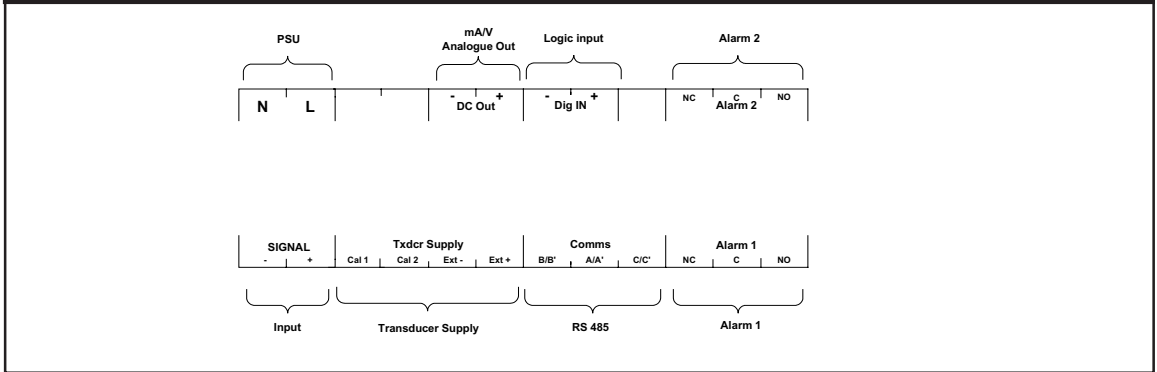 PSU
mA/V
Analogue Out
Logic input
Alarm 2
N L
- +
DC Out
- +
Dig IN
NC C NO
Alarm 2
SIGNAL
- +
Txdcr Supply
Cal 1 Cal 2 Ext - Ext +
Comms
B/B' A/A' C/C'
Alarm 1
NC C NO
Input
Transducer Supply
RS 485
Alarm 1